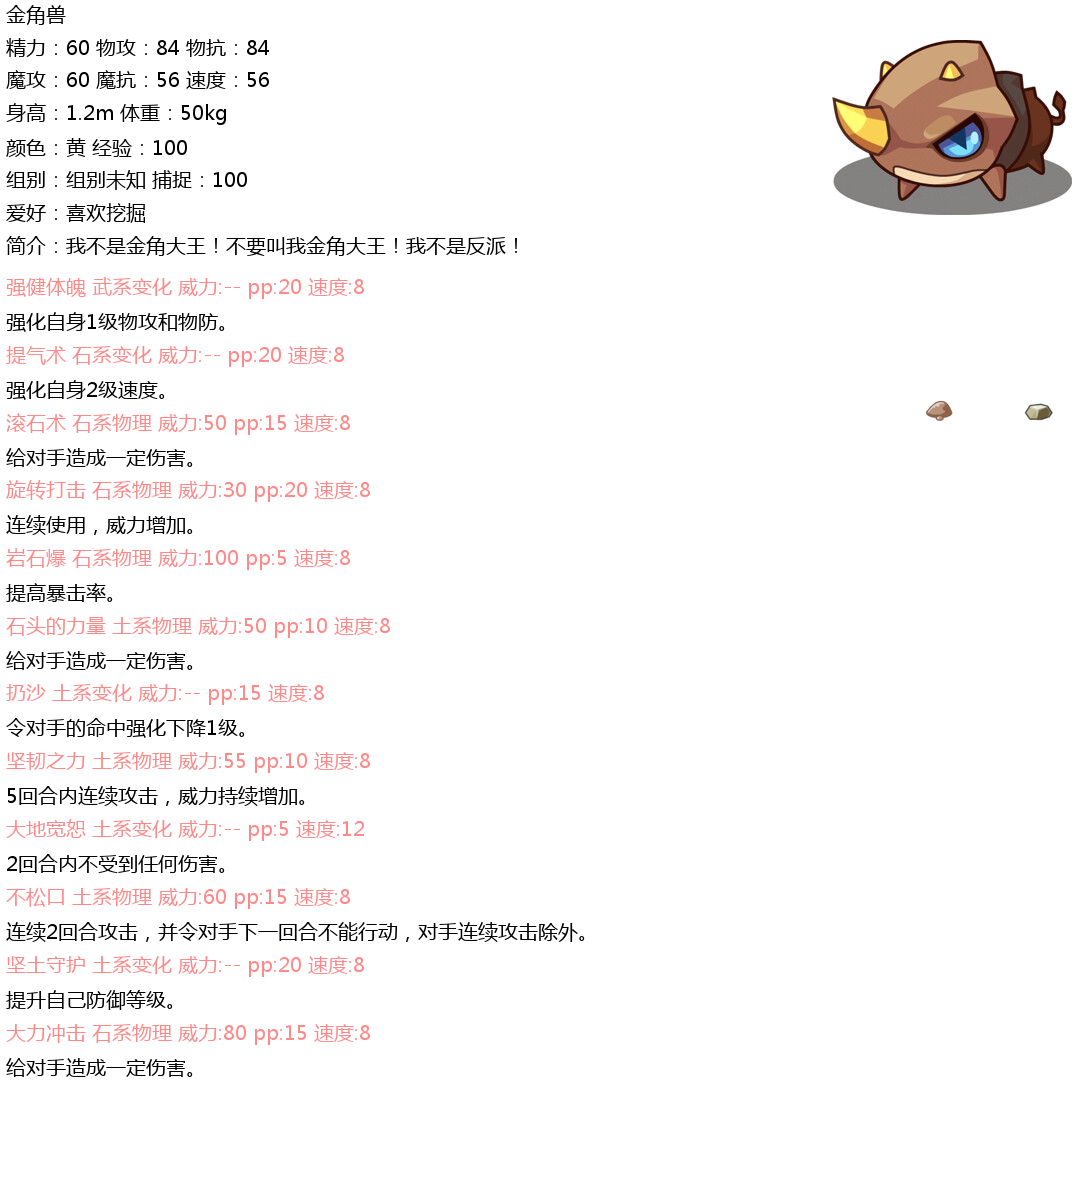 金角兽
精力：60 物攻：84 物抗：84
魔攻：60 魔抗：56 速度：56
身高：1.2m 体重：50kg
颜色：黄 经验：100
组别：组别未知 捕捉：100
爱好：喜欢挖掘
简介：我不是金角大王！不要叫我金角大王！我不是反派！
强健体魄 武系变化 威力:-- pp:20 速度:8
强化自身1级物攻和物防。
提气术 石系变化 威力:-- pp:20 速度:8
强化自身2级速度。
滚石术 石系物理 威力:50 pp:15 速度:8
给对手造成一定伤害。
旋转打击 石系物理 威力:30 pp:20 速度:8
连续使用，威力增加。
岩石爆 石系物理 威力:100 pp:5 速度:8
提高暴击率。
石头的力量 土系物理 威力:50 pp:10 速度:8
给对手造成一定伤害。
扔沙 土系变化 威力:-- pp:15 速度:8
令对手的命中强化下降1级。
坚韧之力 土系物理 威力:55 pp:10 速度:8
5回合内连续攻击，威力持续增加。
大地宽恕 土系变化 威力:-- pp:5 速度:12
2回合内不受到任何伤害。
不松口 土系物理 威力:60 pp:15 速度:8
连续2回合攻击，并令对手下一回合不能行动，对手连续攻击除外。
坚土守护 土系变化 威力:-- pp:20 速度:8
提升自己防御等级。
大力冲击 石系物理 威力:80 pp:15 速度:8
给对手造成一定伤害。